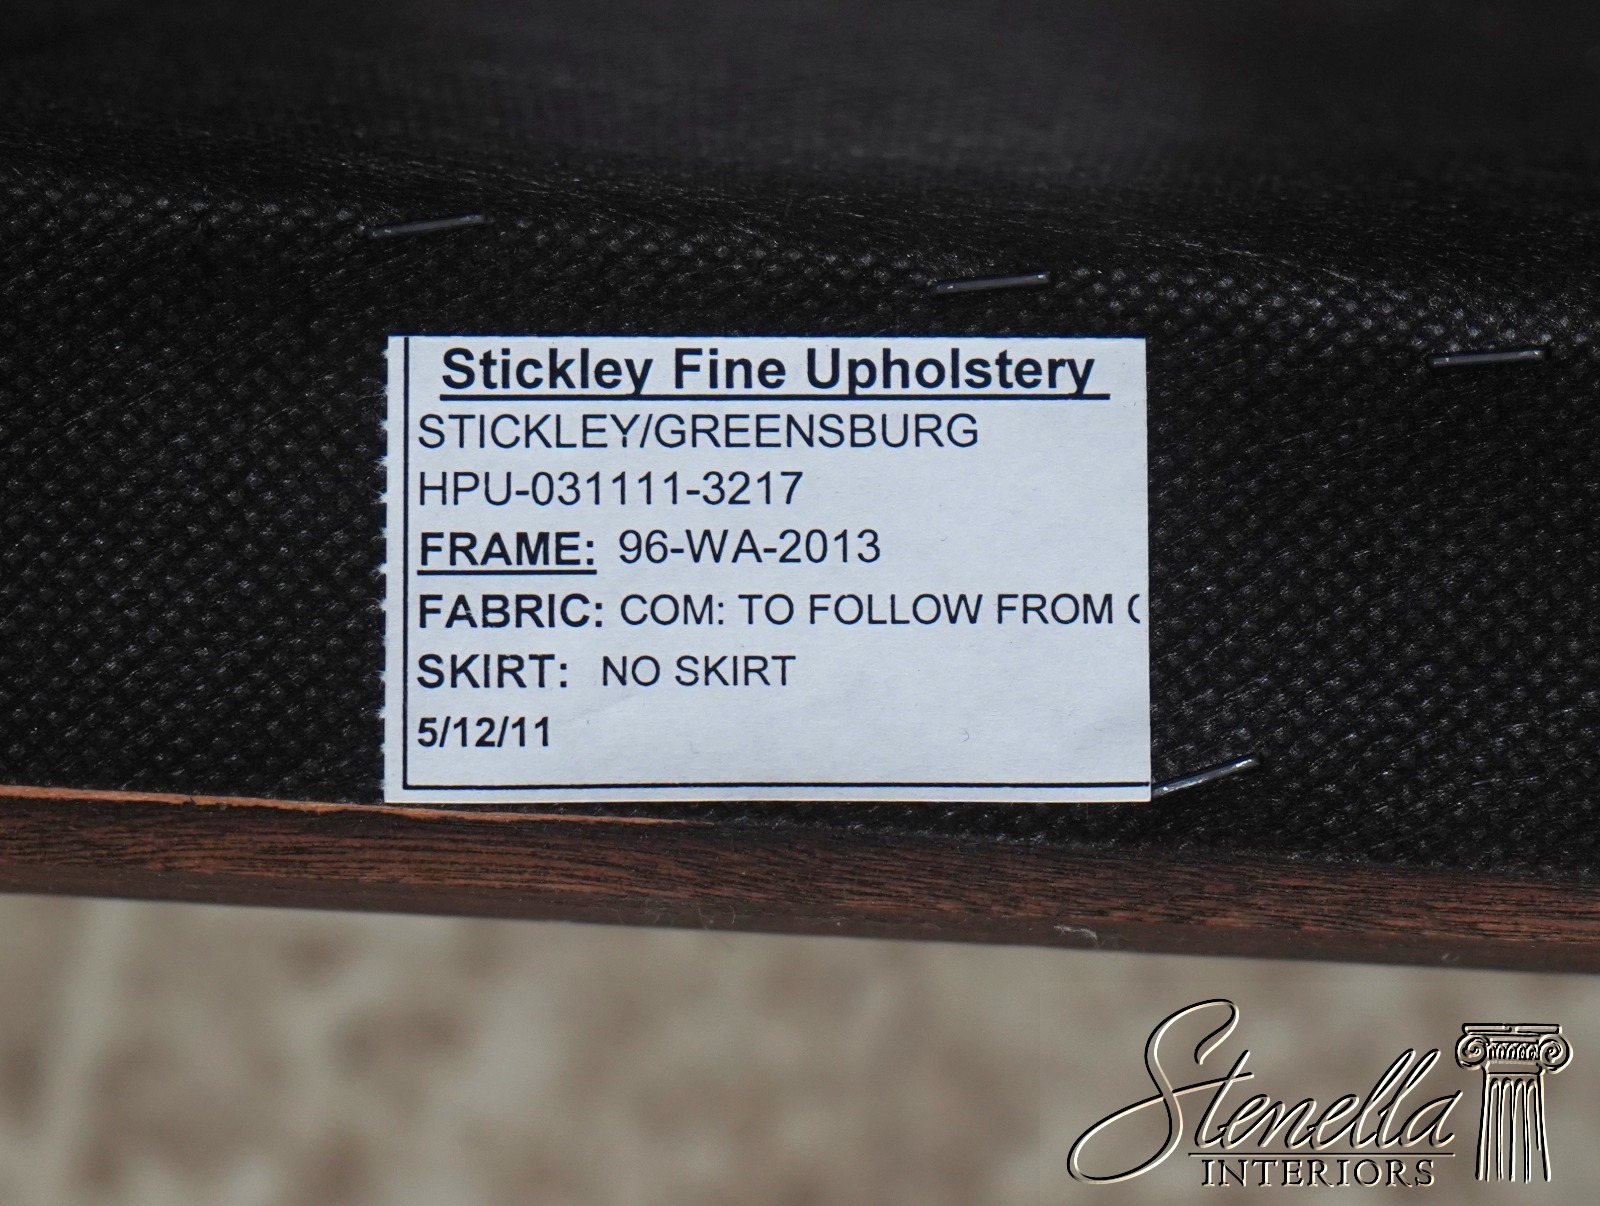 Stickley Fine Upholstery
STICKLEY/GREENSBURG
HPU-031111-3217
FRAME: 96-WA-2013
FABRIC: COM: TO FOLLOW FROM
SKIRT: NO SKIRT
5/12/11
Stenella
INTERIORS